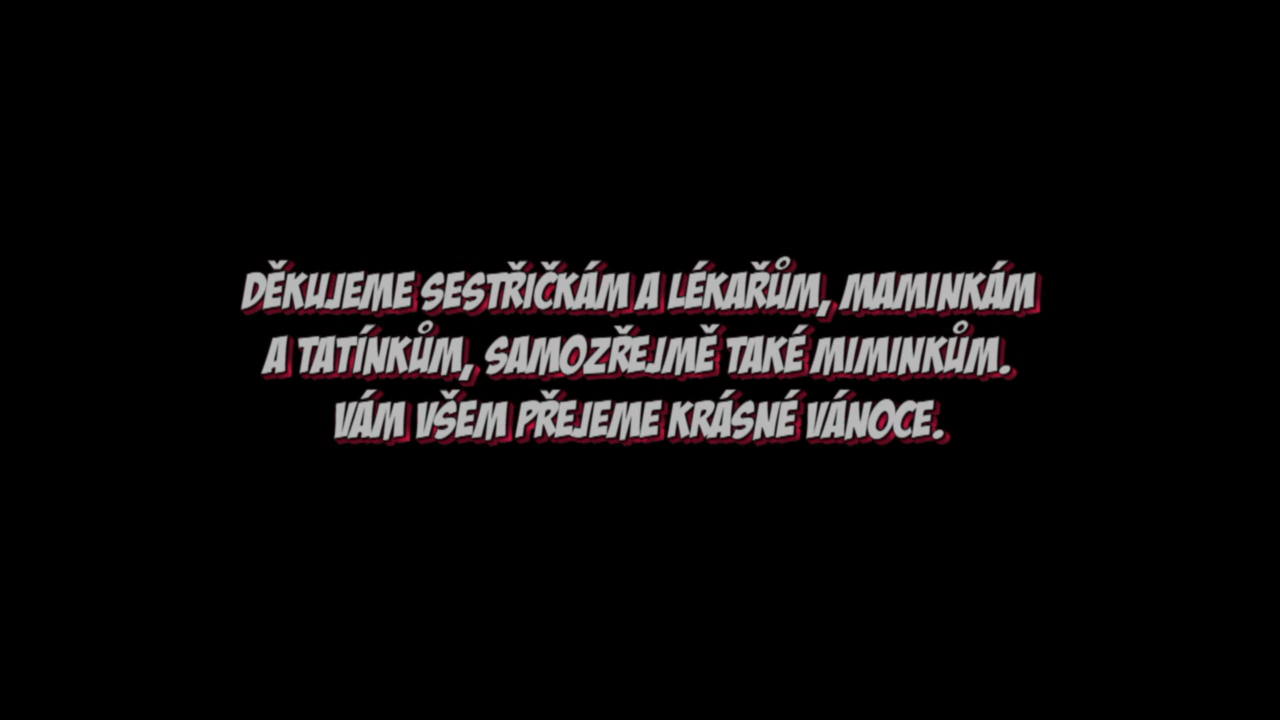 DĚKUJEME SESTŘIČKÁM A LÉKAŘŮM, MAMINKÁM
A TATÍNKŮM, SAMOZŘEJMĚ TAKÉ MIMINKŮM.
VÁM VŠEM PŘEJEME KRÁSNÉ VÁNOCE.